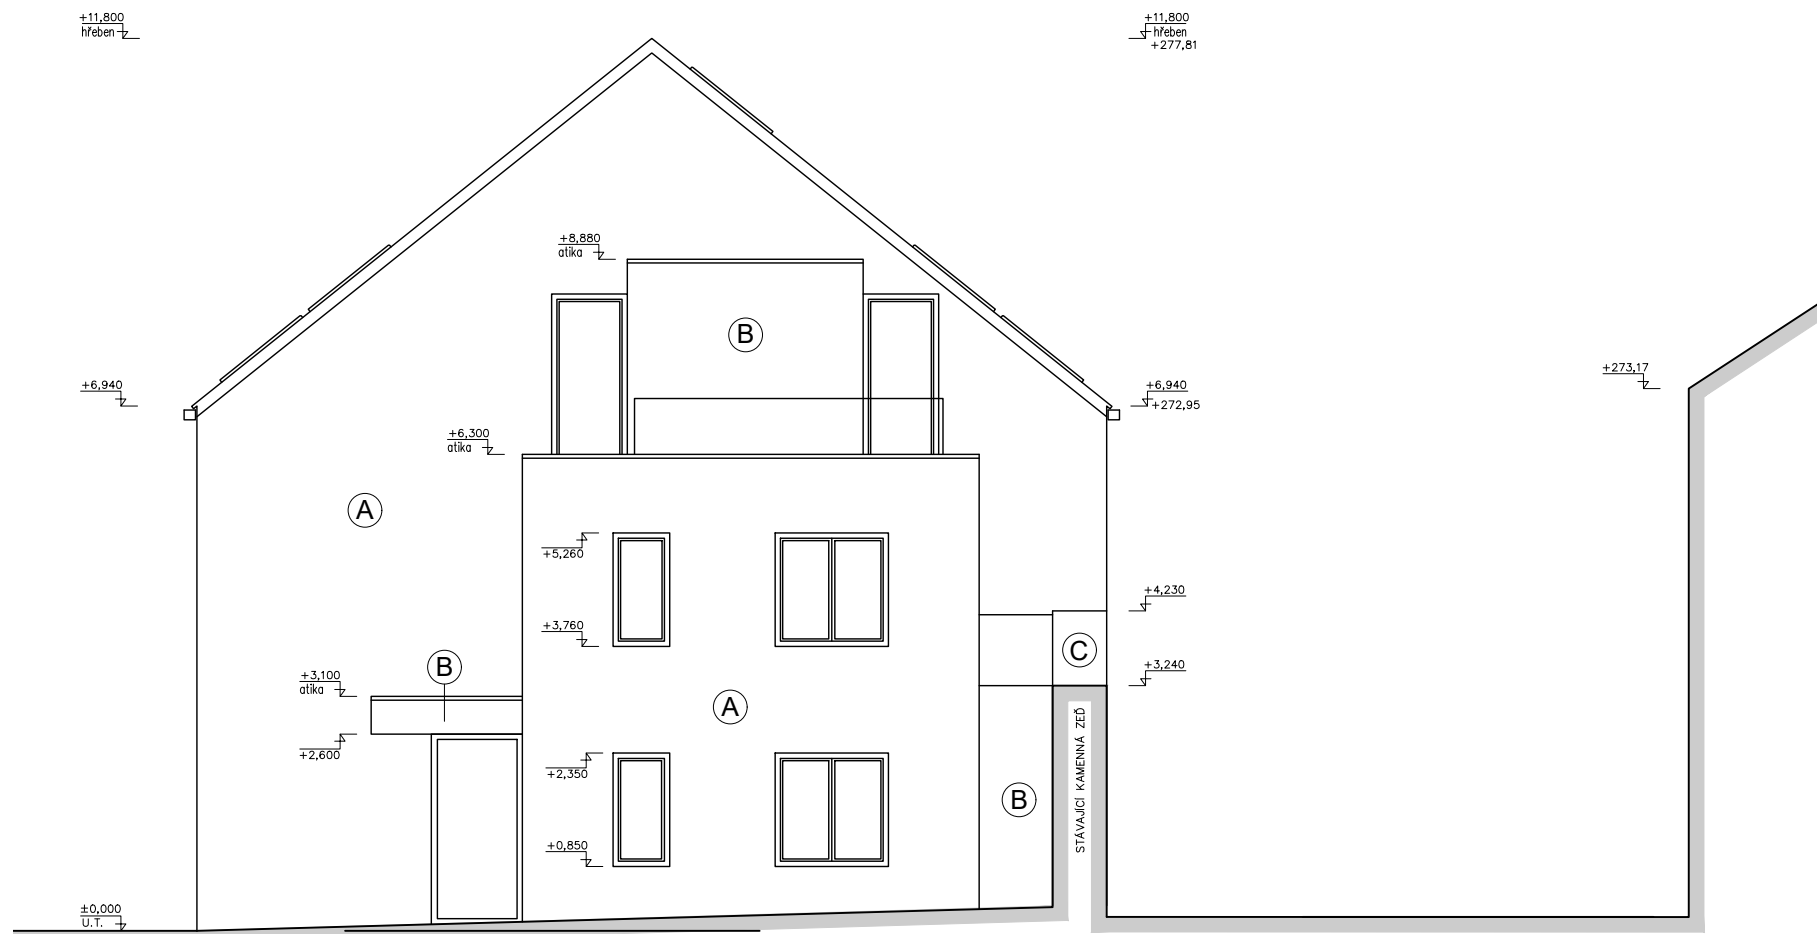 +11,800
hřeben
+11,800
hřeben
+277,81
+8,880
atika
B
+273,17
+6,940
+6,940
+272,95
+6,300
atika
A
+5,260
+4,230
+3,760
C
B
+3,240
+3,100
atika
A
STÁVAJÍCÍ KAMENNÁ ZEĎ
+2,600
+2,350
B
+0,850
±0,000
U.T.